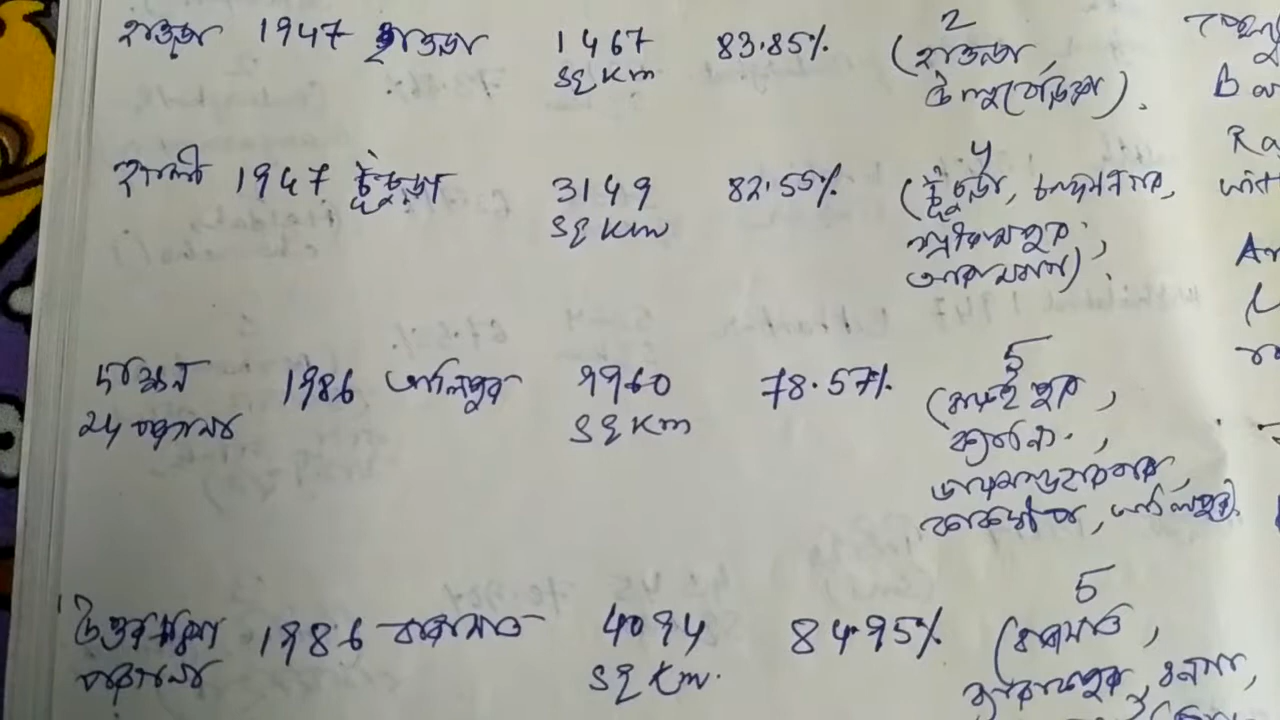 হাওড়া 1947 হাওড়া 1467 83.85% 2
Sq Km (হাওড়া,
উলুবেড়িয়া).
হুগলী 1947 চুঁচুড়া 3149 82.55% 4
Sq Km (চুঁচুড়া, চন্দননগর,
শ্রীরামপুর,
আরামবাগ)
দক্ষিন 1986 আলিপুর 9960 78.57% 5
24 পরগনা Sq Km (বারুইপুর,
ক্যানিং,
ডায়মন্ডহারবার,
কাকদ্বীপ, আলিপুর)
উত্তর 1986 বারাসাত 4094 84.95% 5
পরগনা Sq Km. (বারাসাত,
ব্যারাকপুর, বনগাঁ,